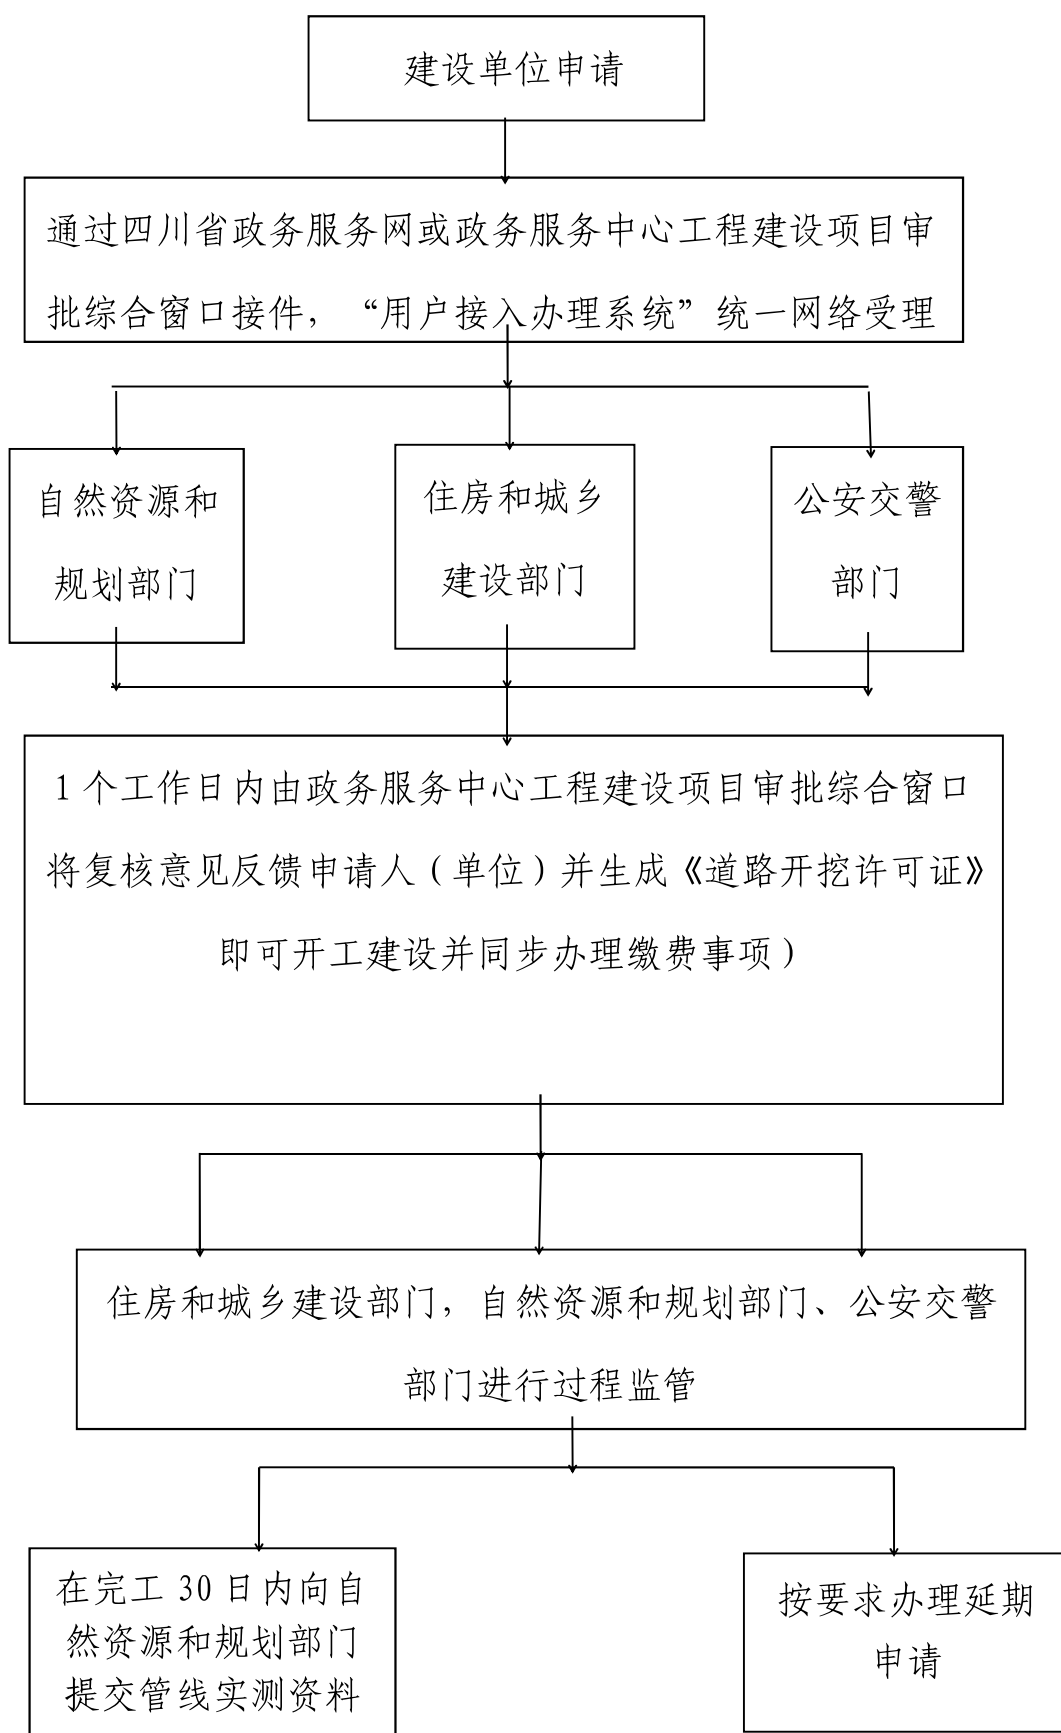 建设单位申请
通过四川省政务服务网或政务服务中心工程建设项目审
批综合窗口接件，“用户接入办理系统”统一网络受理
自然资源和
规划部门
住房和城乡
建设部门
公安交警
部门
1 个工作日内由政务服务中心工程建设项目审批综合窗口
将复核意见反馈申请人（单位）并生成《道路开挖许可证》
即可开工建设并同步办理缴费事项）
住房和城乡建设部门，自然资源和规划部门、公安交警
部门进行过程监管
在完工 30 日内向自
然资源和规划部门
提交管线实测资料
按要求办理延期
申请